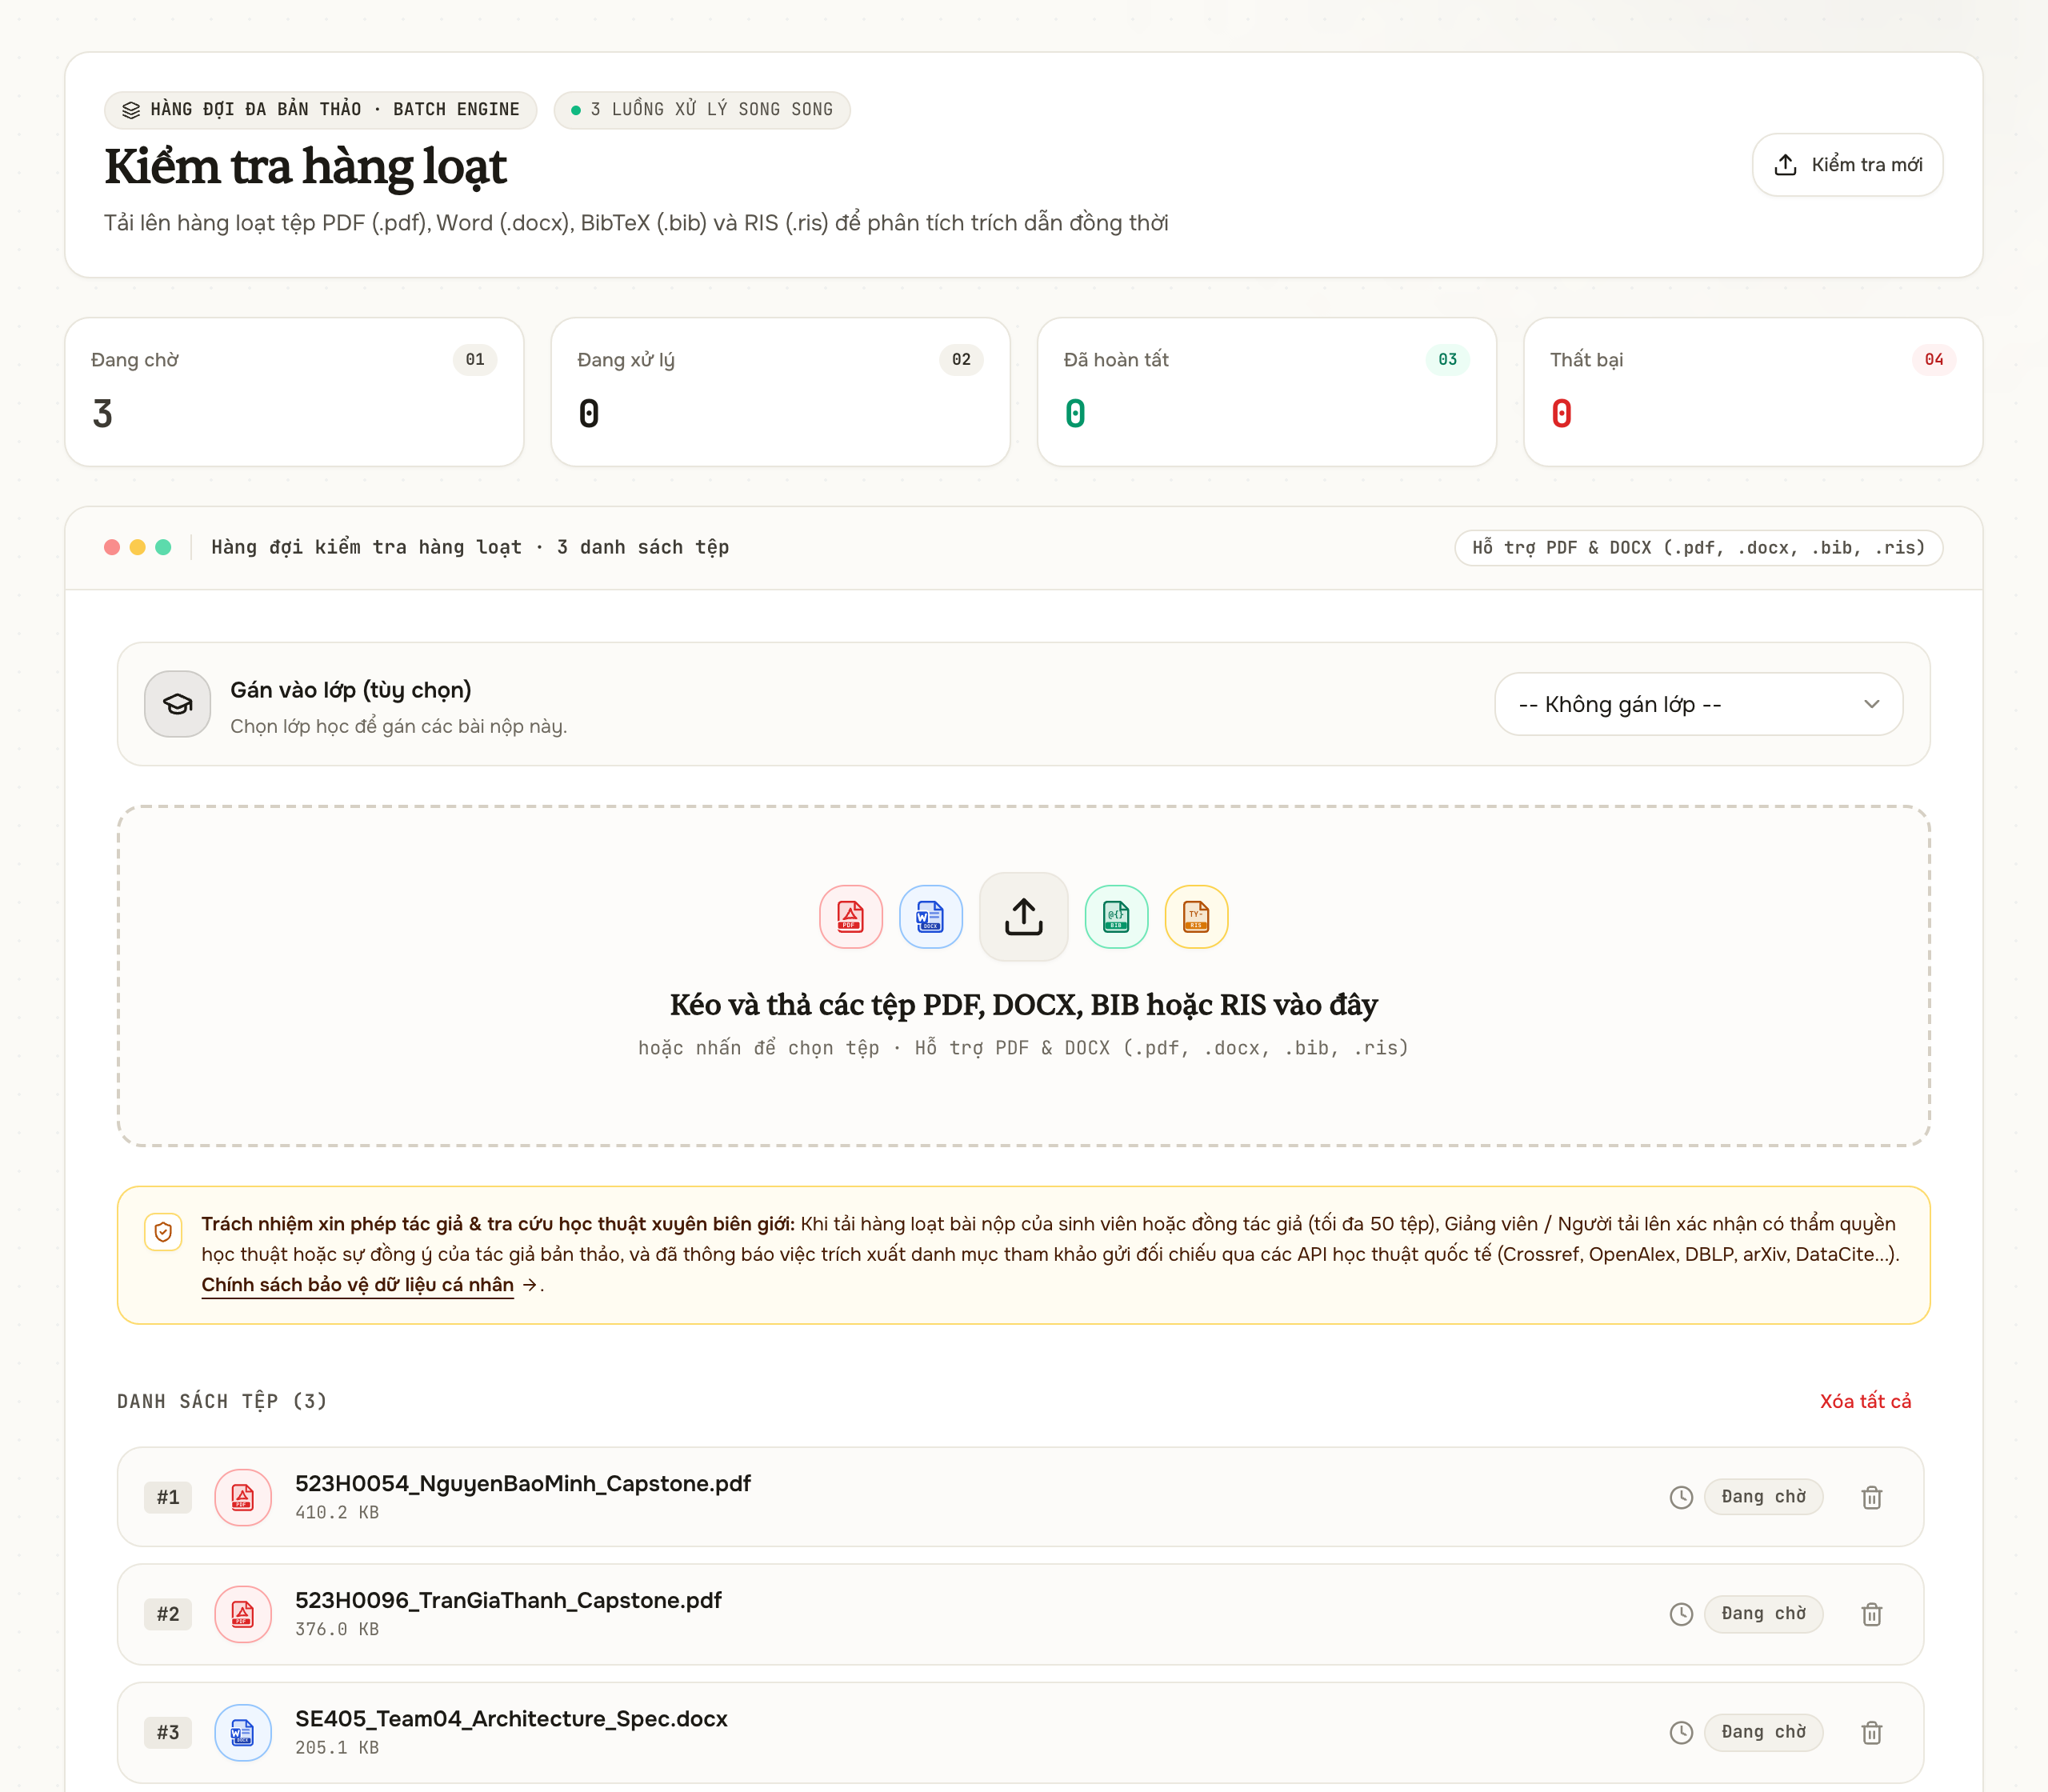 HÀNG ĐỢI ĐA BẢN THẢO · BATCH ENGINE
3 LUỒNG XỬ LÝ SONG SONG
Kiểm tra hàng loạt
Kiểm tra mới
Tải lên hàng loạt tệp PDF (.pdf), Word (.docx), BibTeX (.bib) và RIS (.ris) để phân tích trích dẫn đồng thời
Đang chờ
01
3
Đang xử lý
02
0
Đã hoàn tất
03
0
Thất bại
04
0
Hàng đợi kiểm tra hàng loạt · 3 danh sách tệp
Hỗ trợ PDF & DOCX (.pdf, .docx, .bib, .ris)
Gán vào lớp (tùy chọn)
Chọn lớp học để gán các bài nộp này.
-- Không gán lớp --
PDF
W DOCX
@{} BIB
TY- RIS
Kéo và thả các tệp PDF, DOCX, BIB hoặc RIS vào đây
hoặc nhấn để chọn tệp · Hỗ trợ PDF & DOCX (.pdf, .docx, .bib, .ris)
Trách nhiệm xin phép tác giả & tra cứu học thuật xuyên biên giới: Khi tải hàng loạt bài nộp của sinh viên hoặc đồng tác giả (tối đa 50 tệp), Giảng viên / Người tải lên xác nhận có thẩm quyền
học thuật hoặc sự đồng ý của tác giả bản thảo, và đã thông báo việc trích xuất danh mục tham khảo gửi đối chiếu qua các API học thuật quốc tế (Crossref, OpenAlex, DBLP, arXiv, DataCite...).
Chính sách bảo vệ dữ liệu cá nhân → .
DANH SÁCH TỆP (3)
Xóa tất cả
#1
PDF
523H0054_NguyenBaoMinh_Capstone.pdf
410.2 KB
Đang chờ
#2
PDF
523H0096_TranGiaThanh_Capstone.pdf
376.0 KB
Đang chờ
#3
W DOCX
SE405_Team04_Architecture_Spec.docx
205.1 KB
Đang chờ